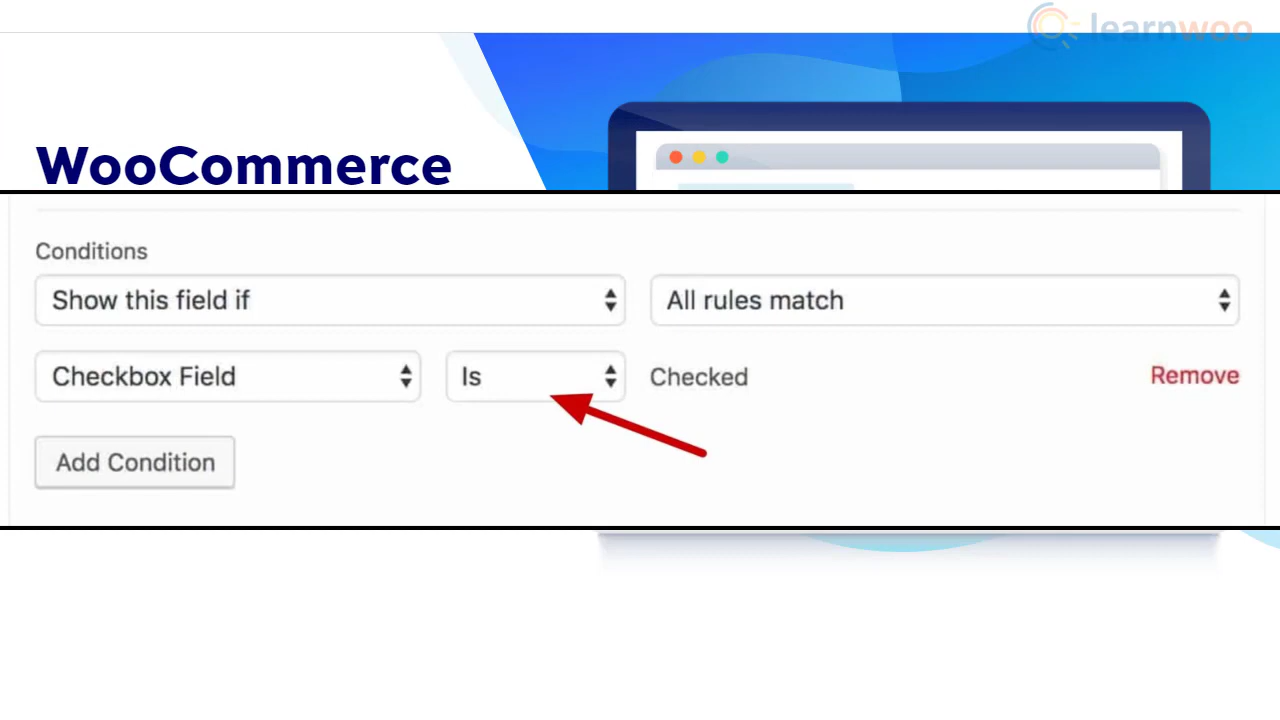 learnwoo
WooCommerce
Conditions
Show this field if All rules match
Checkbox Field Is Checked Remove
Add Condition